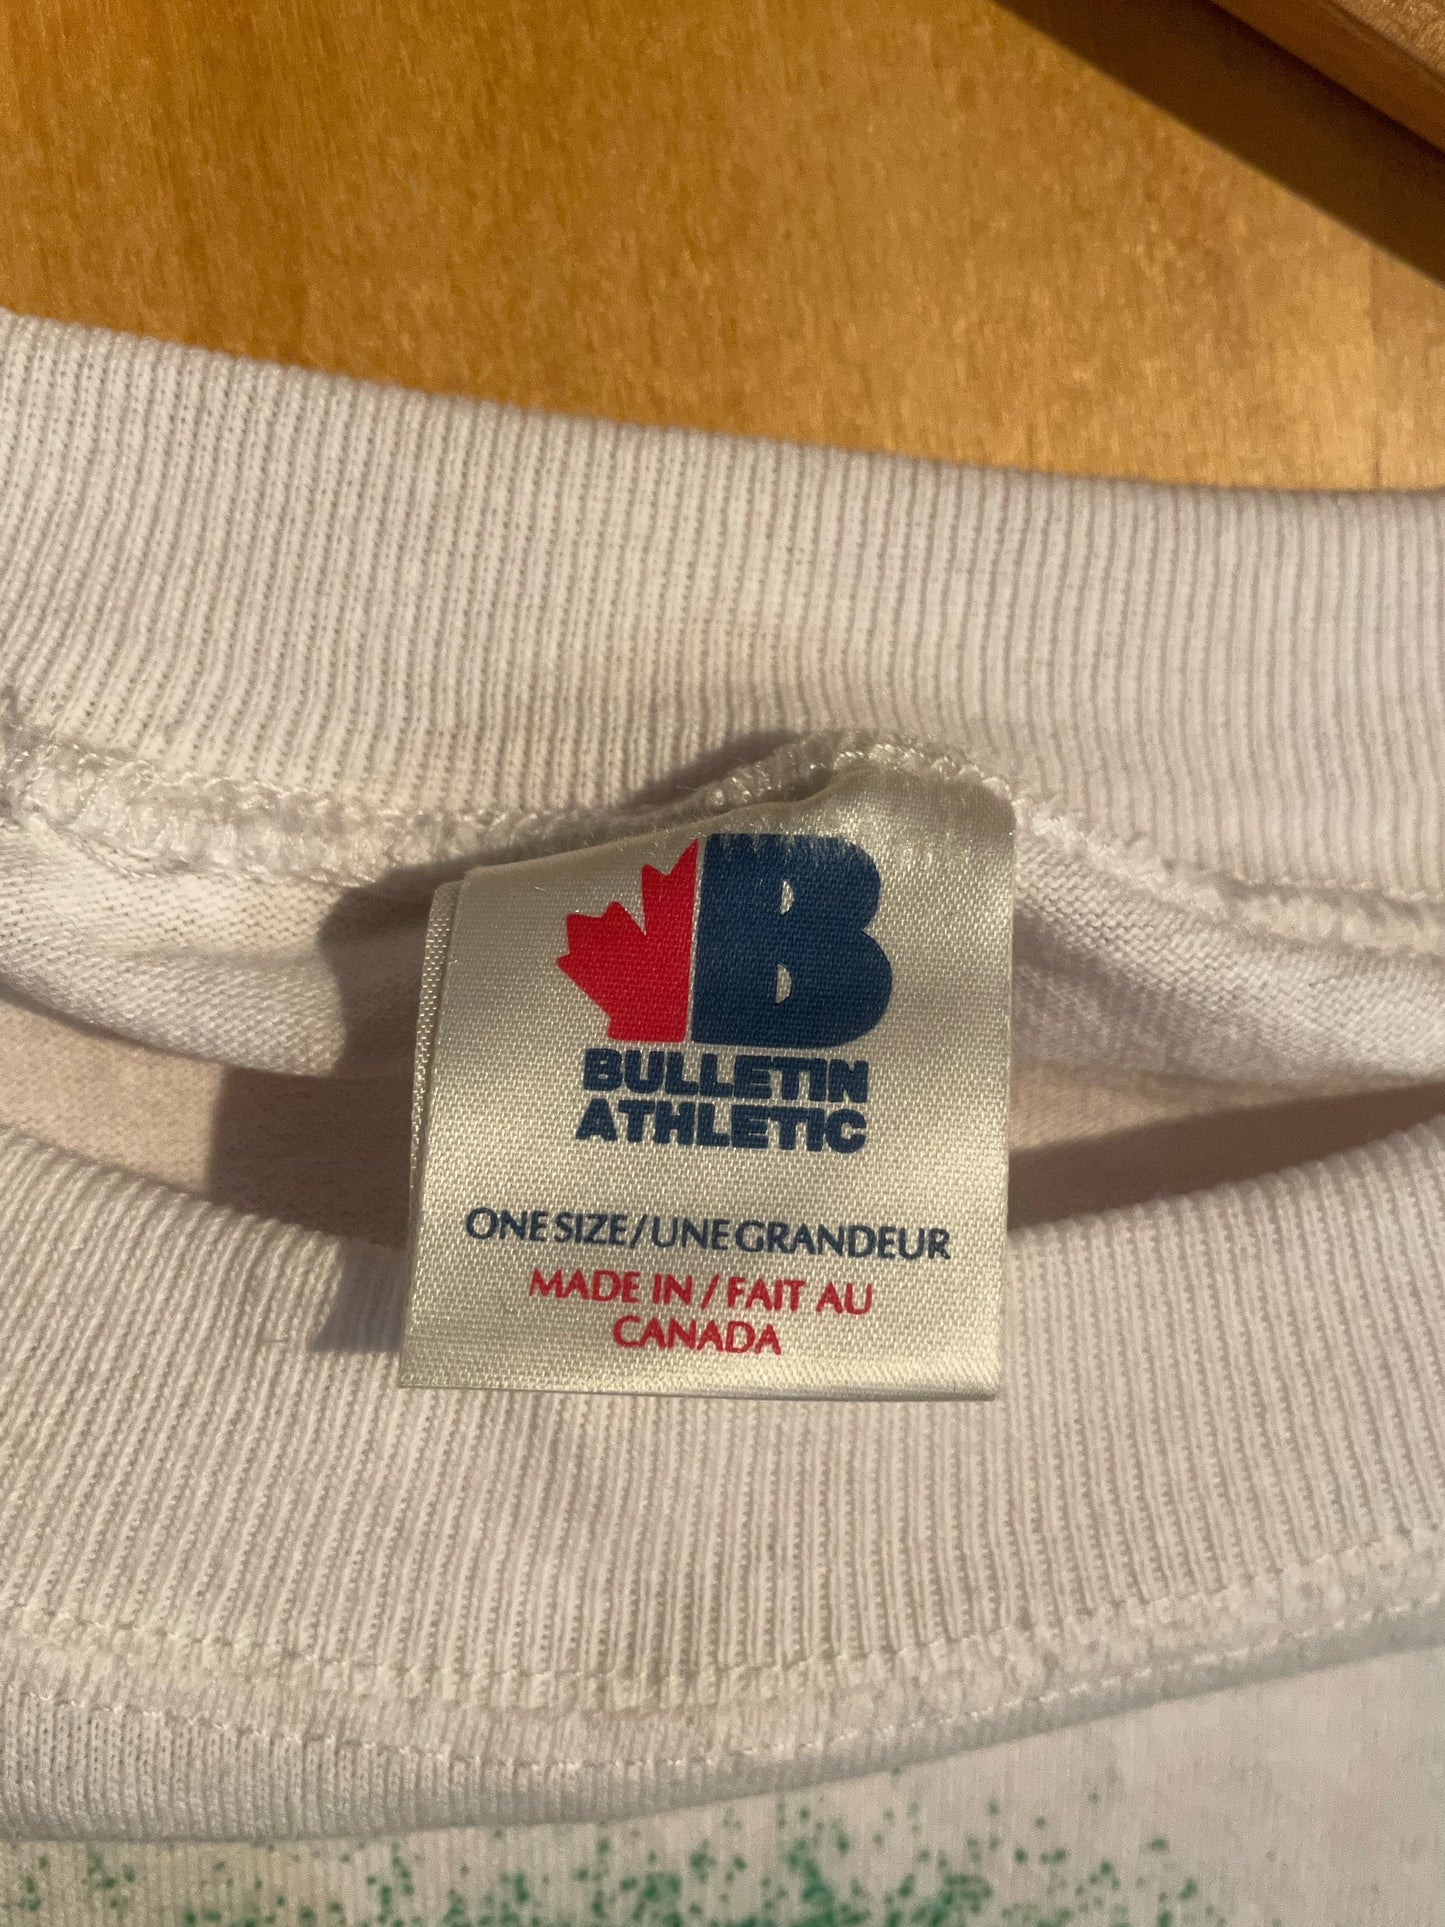 B
BULLETIN
ATHLETIC
ONE SIZE/UNE GRANDEUR
MADE IN / FAIT AU
CANADA